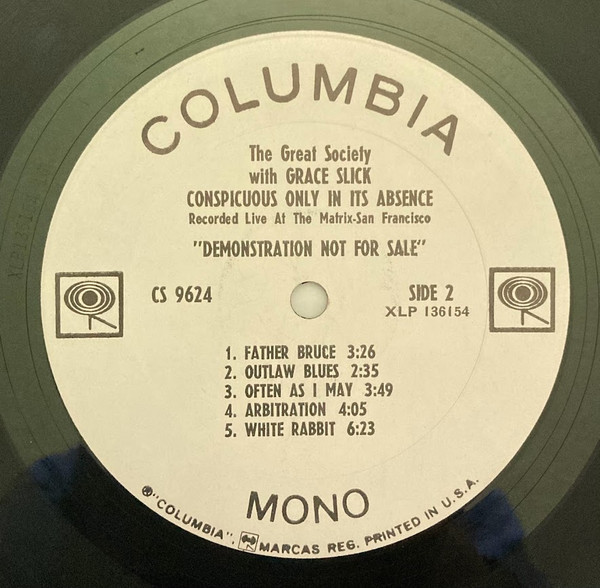 COLUMBIA
The Great Society
with GRACE SLICK
CONSPICUOUS ONLY IN ITS ABSENCE
Recorded Live At The Matrix-San Francisco
"DEMONSTRATION NOT FOR SALE"
CS 9624
SIDE 2
XLP 136154
1. FATHER BRUCE 3:26
2. OUTLAW BLUES 2:35
3. OFTEN AS I MAY 3:49
4. ARBITRATION 4:05
5. WHITE RABBIT 6:23
MONO
®"COLUMBIA", MARCAS REG. PRINTED IN U.S.A.